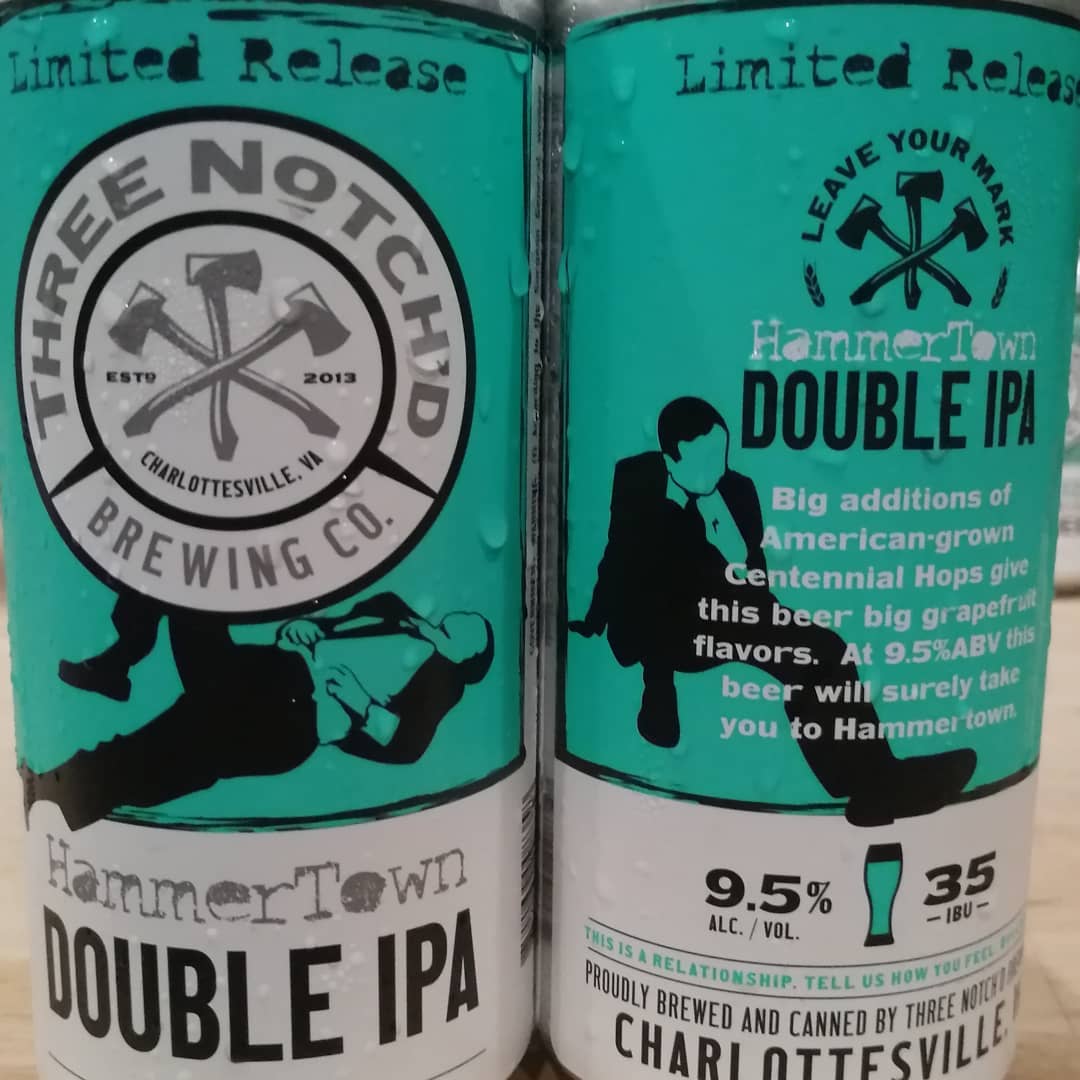 Limited Release
THREE NOTCH'D
ESTD 2013
CHARLOTTESVILLE, VA
BREWING CO.
HammerTown
DOUBLE IPA
Limited Release
LEAVE YOUR MARK
HammerTown
DOUBLE IPA
Big additions of
American-grown
Centennial Hops give
this beer big grapefruit
flavors. At 9.5%ABV this
beer will surely take
you to Hammertown.
9.5% 35
ALC. / VOL. – IBU –
THIS IS A RELATIONSHIP. TELL US HOW YOU FEEL.
PROUDLY BREWED AND CANNED BY THREE NOTCH'D
CHARLOTTESVILLE,